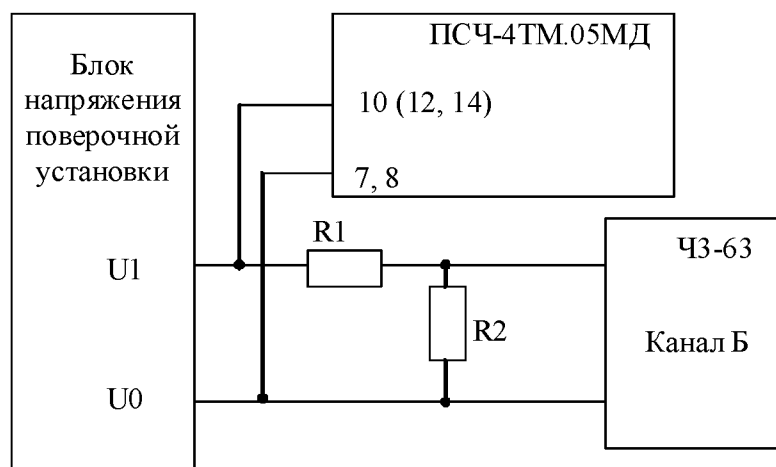 Блок
напряжения
поверочной
установки
U1
U0
ПСЧ-4ТМ.05МД
10 (12, 14)
7, 8
R1
R2
Ч3-63
Канал Б